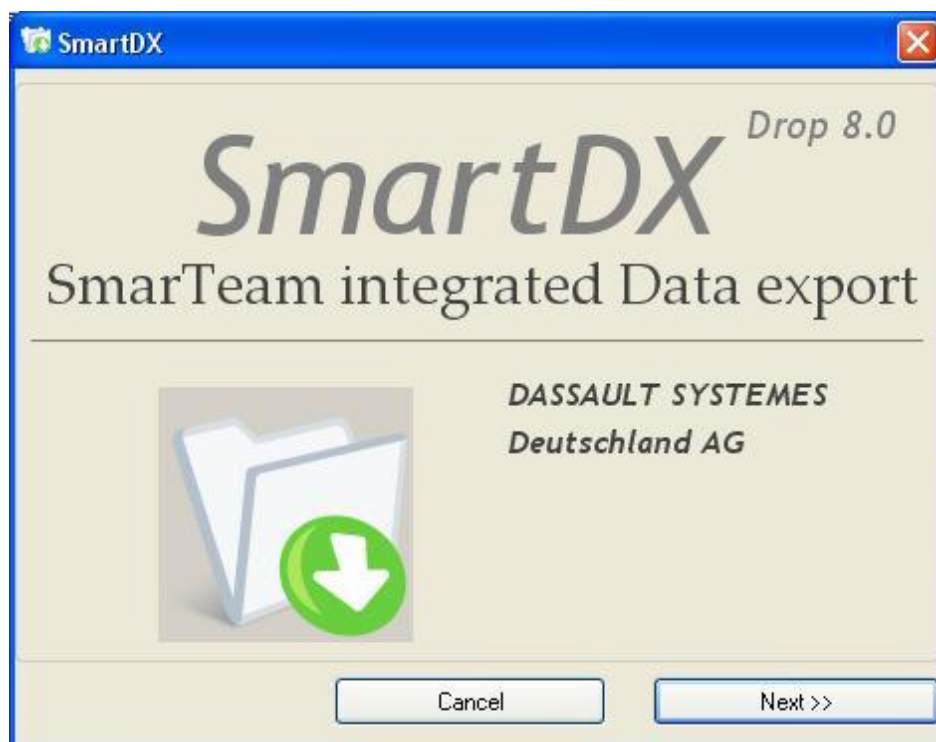 SmartDX
Drop 8.0
SmartDX
SmarTeam integrated Data export
DASSAULT SYSTEMES
Deutschland AG
Cancel
Next >>